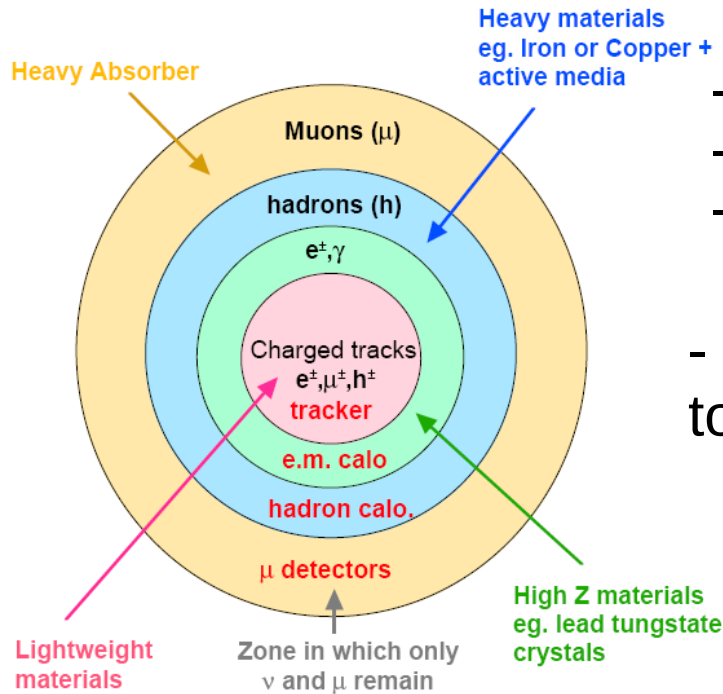 Heavy materials
eg. Iron or Copper +
active media
Heavy Absorber
-
-
-
Muons (μ)
hadrons (h)
e±,γ
Charged tracks
e±,μ±,h±
tracker
-
to
e.m. calo
hadron calo.
μ detectors
High Z materials
eg. lead tungstate
crystals
Lightweight
materials
Zone in which only
ν and μ remain